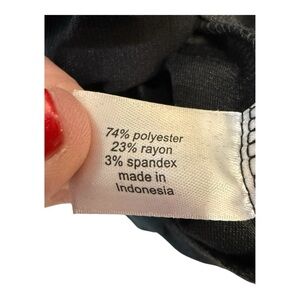 74% polyester
23% rayon
3% spandex
made in
Indonesia